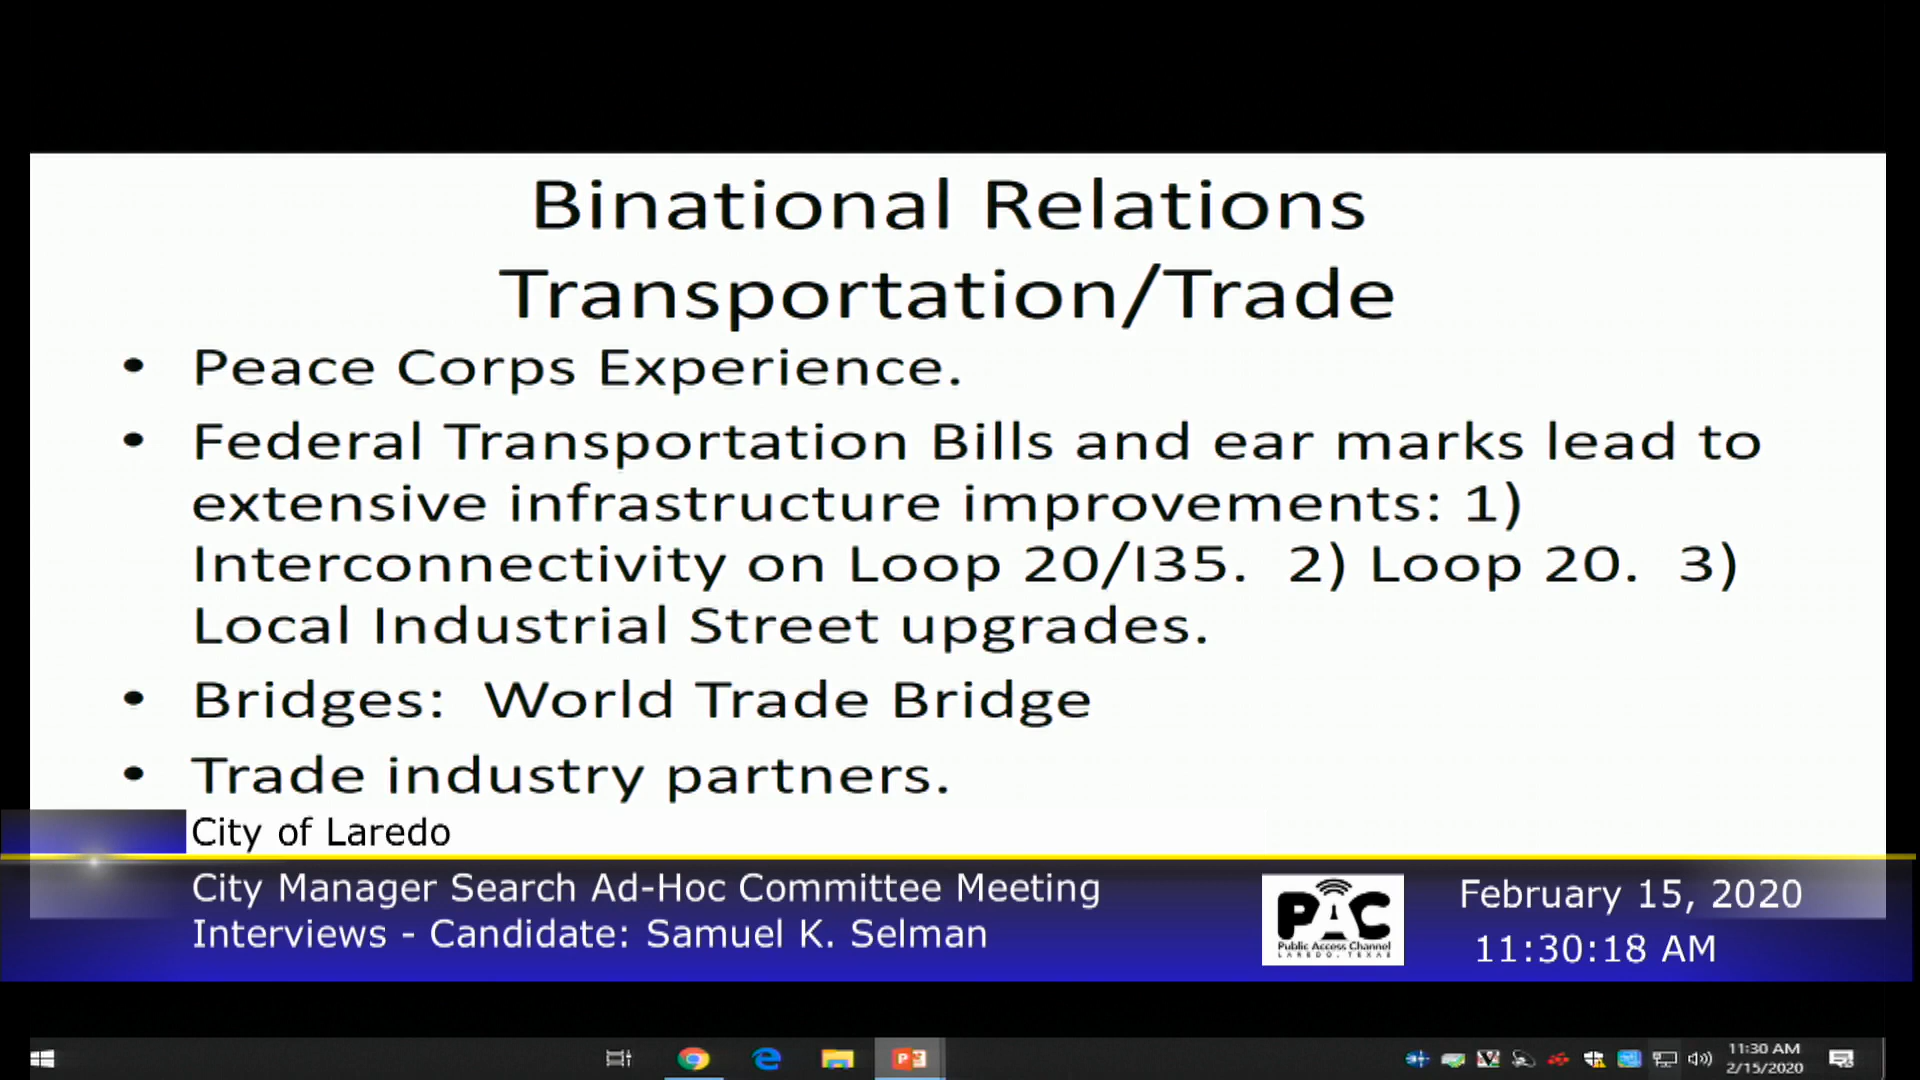 Binational Relations
Transportation/Trade
• Peace Corps Experience.
• Federal Transportation Bills and ear marks lead to
extensive infrastructure improvements: 1)
Interconnectivity on Loop 20/I35.  2) Loop 20.  3)
Local Industrial Street upgrades.
• Bridges:  World Trade Bridge
• Trade industry partners.
City of Laredo
City Manager Search Ad-Hoc Committee Meeting
Interviews - Candidate: Samuel K. Selman
PAC
Public Access Channel
LAREDO, TEXAS
February 15, 2020
11:30:18 AM
11:30 AM
2/15/2020